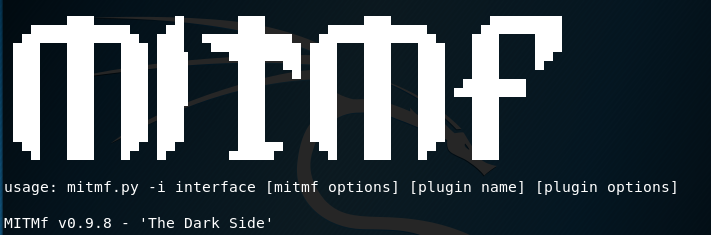 MITMf
usage: mitmf.py -i interface [mitmf options] [plugin name] [plugin options]
MITMf v0.9.8 - 'The Dark Side'